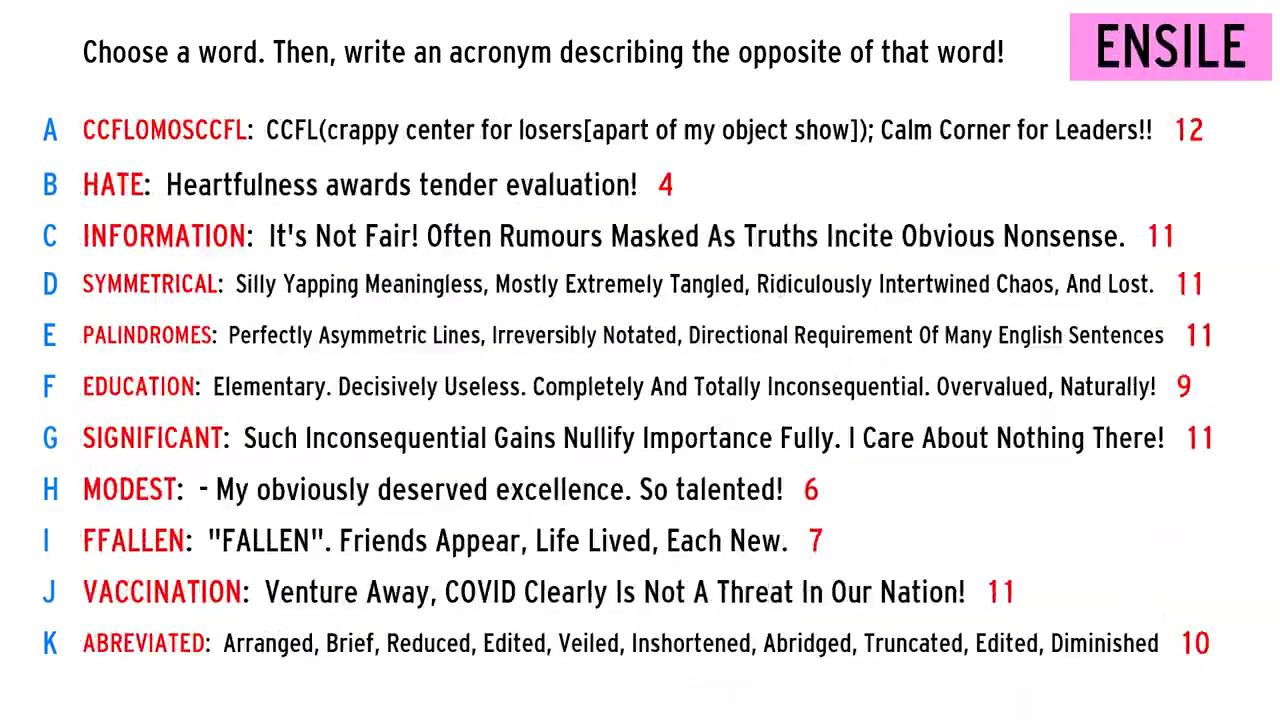 Choose a word. Then, write an acronym describing the opposite of that word!
ENSILE
A CCFLOMOSCCFL: CCFL(crappy center for losers[apart of my object show]); Calm Corner for Leaders!! 12
B HATE: Heartfulness awards tender evaluation! 4
C INFORMATION: It's Not Fair! Often Rumours Masked As Truths Incite Obvious Nonsense. 11
D SYMMETRICAL: Silly Yapping Meaningless, Mostly Extremely Tangled, Ridiculously Intertwined Chaos, And Lost. 11
E PALINDROMES: Perfectly Asymmetric Lines, Irreversibly Notated, Directional Requirement Of Many English Sentences 11
F EDUCATION: Elementary. Decisively Useless. Completely And Totally Inconsequential. Overvalued, Naturally! 9
G SIGNIFICANT: Such Inconsequential Gains Nullify Importance Fully. I Care About Nothing There! 11
H MODEST: - My obviously deserved excellence. So talented! 6
I FFALLEN: "FALLEN". Friends Appear, Life Lived, Each New. 7
J VACCINATION: Venture Away, COVID Clearly Is Not A Threat In Our Nation! 11
K ABREVIATED: Arranged, Brief, Reduced, Edited, Veiled, Inshortened, Abridged, Truncated, Edited, Diminished 10